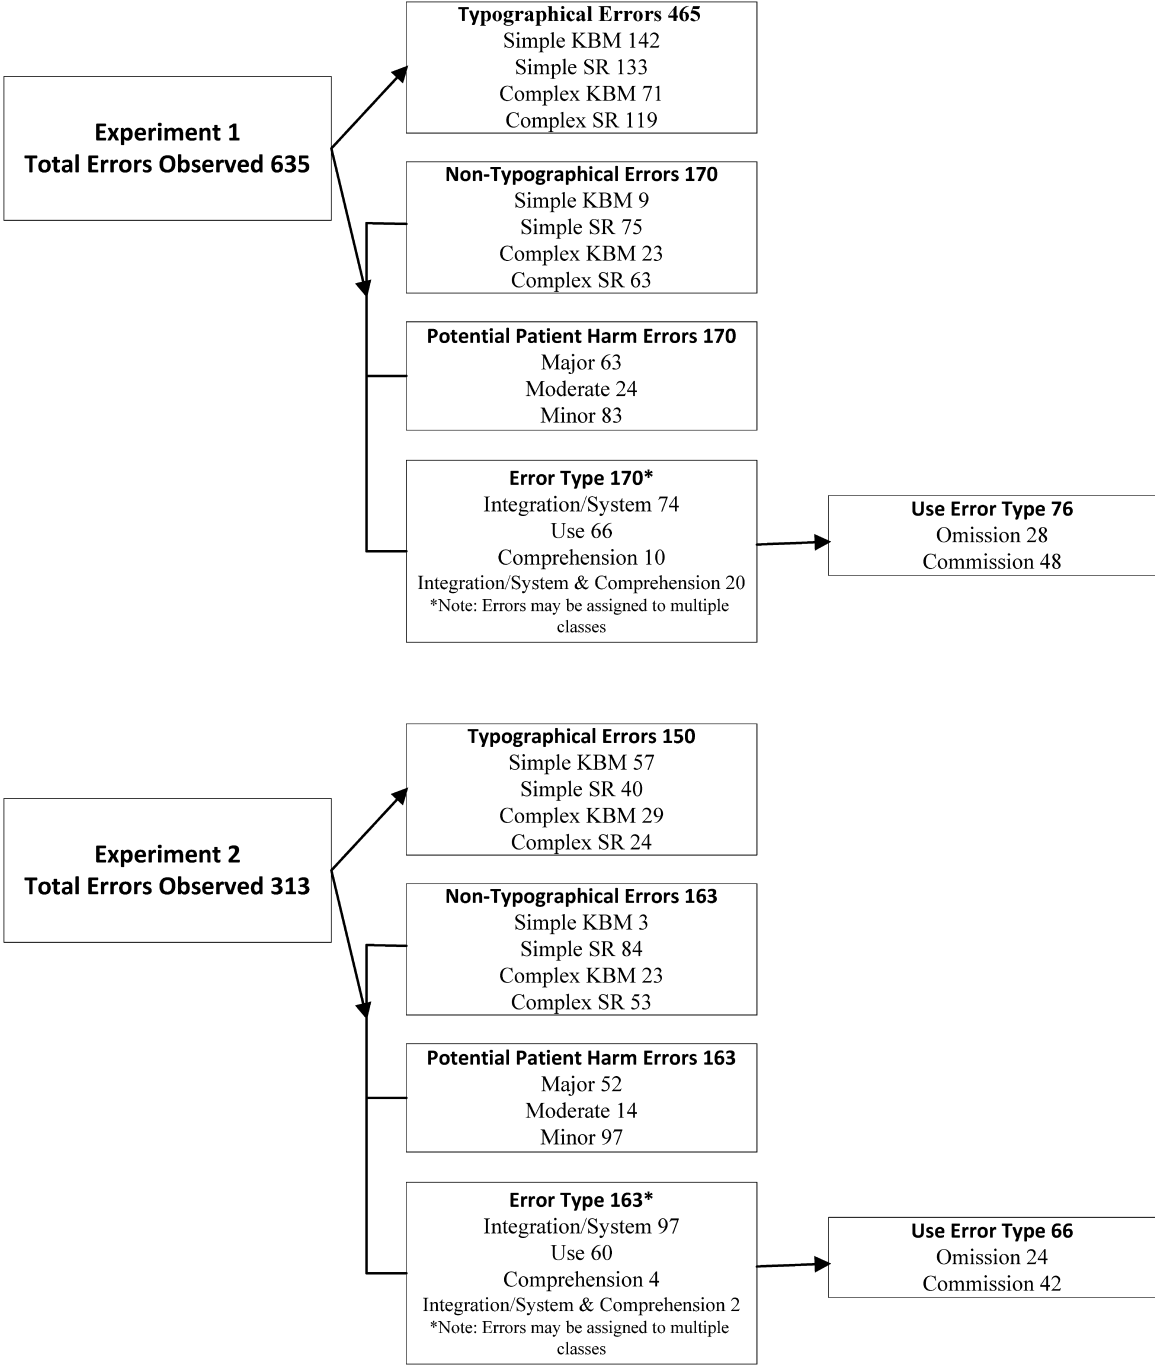 Typographical Errors 465
Simple KBM 142
Simple SR 133
Complex KBM 71
Complex SR 119
Experiment 1
Total Errors Observed 635
Non-Typographical Errors 170
Simple KBM 9
Simple SR 75
Complex KBM 23
Complex SR 63
Potential Patient Harm Errors 170
Major 63
Moderate 24
Minor 83
Error Type 170*
Integration/System 74
Use 66
Comprehension 10
Integration/System & Comprehension 20
*Note: Errors may be assigned to multiple
classes
Use Error Type 76
Omission 28
Commission 48
Typographical Errors 150
Simple KBM 57
Simple SR 40
Complex KBM 29
Complex SR 24
Experiment 2
Total Errors Observed 313
Non-Typographical Errors 163
Simple KBM 3
Simple SR 84
Complex KBM 23
Complex SR 53
Potential Patient Harm Errors 163
Major 52
Moderate 14
Minor 97
Error Type 163*
Integration/System 97
Use 60
Comprehension 4
Integration/System & Comprehension 2
*Note: Errors may be assigned to multiple
classes
Use Error Type 66
Omission 24
Commission 42